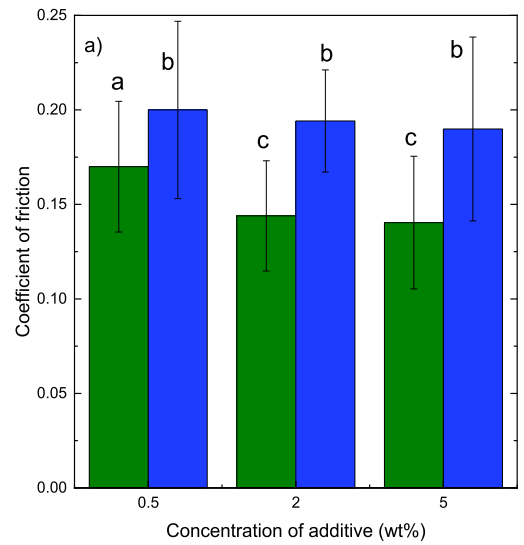 a)
0.25
0.20
0.15
0.10
0.05
0.00
Coefficient of friction
a
b
c
b
c
b
0.5
2
5
Concentration of additive (wt%)